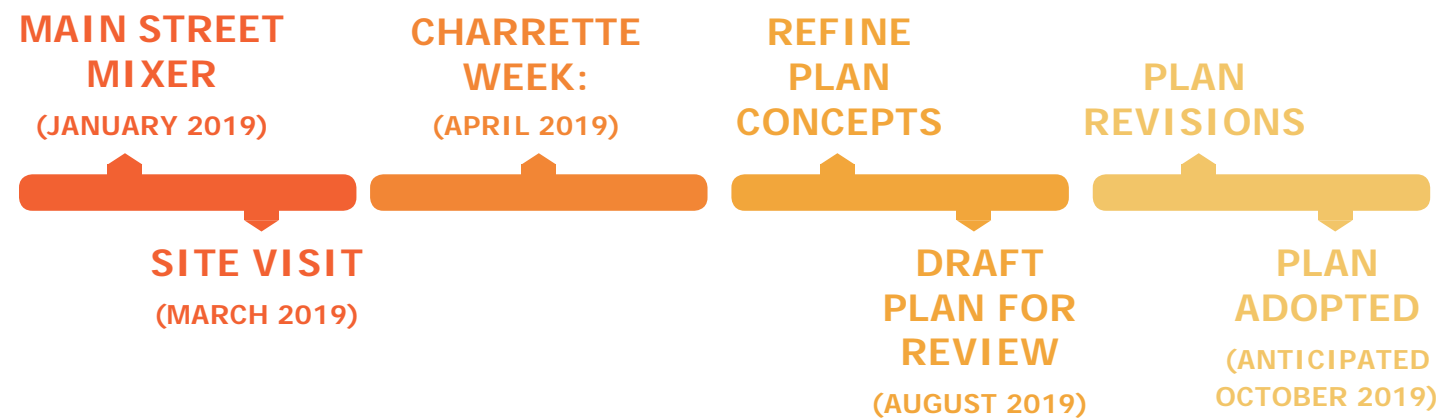 MAIN STREET
MIXER
(JANUARY 2019)
SITE VISIT
(MARCH 2019)
CHARRETTE
WEEK:
(APRIL 2019)
REFINE
PLAN
CONCEPTS
DRAFT
PLAN FOR
REVIEW
(AUGUST 2019)
PLAN
REVISIONS
PLAN
ADOPTED
(ANTICIPATED
OCTOBER 2019)